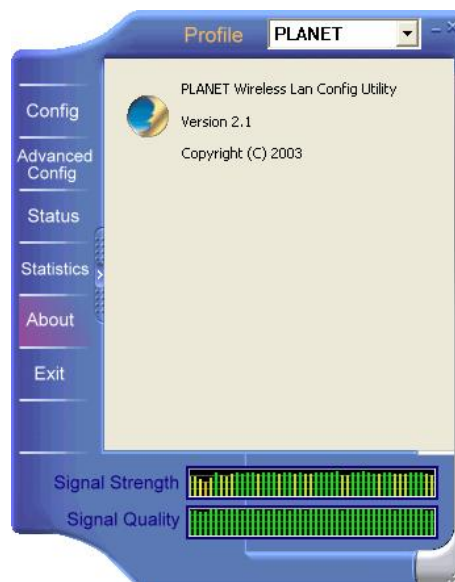 Profile PLANET
PLANET Wireless Lan Config Utility
Version 2.1
Copyright (C) 2003
Config
Advanced
Config
Status
Statistics
About
Exit
Signal Strength
Signal Quality